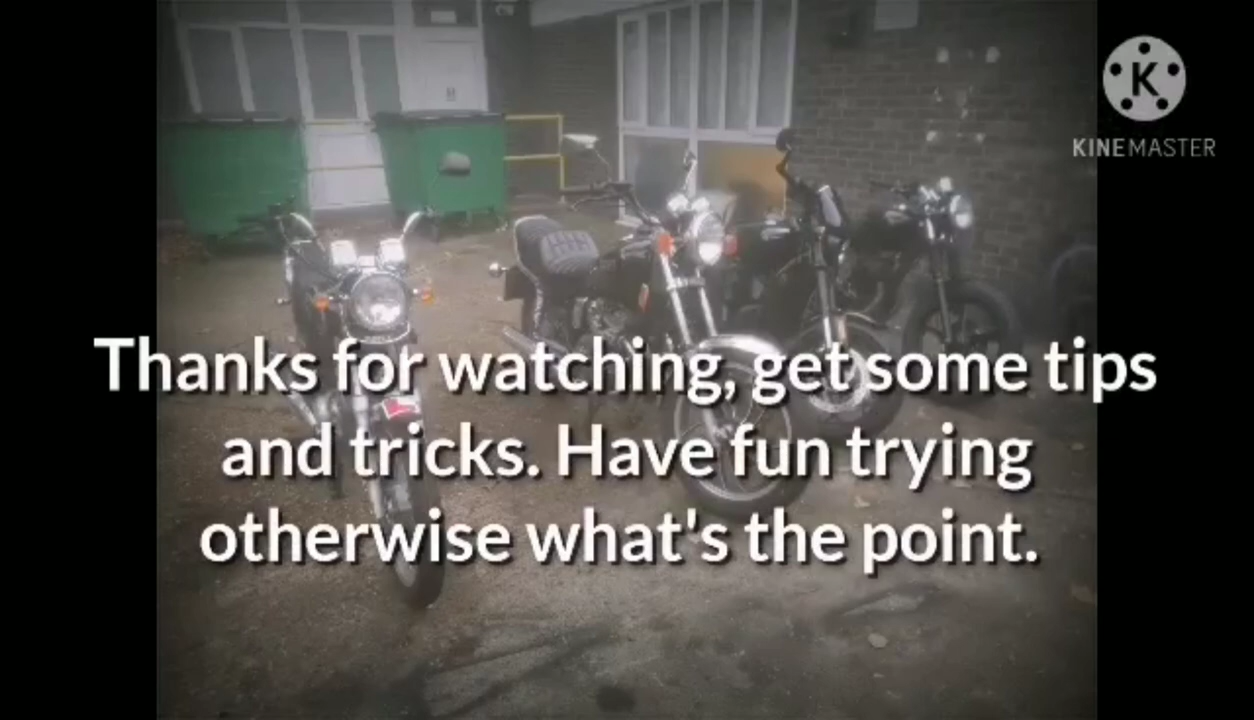 KINEMASTER
Thanks for watching, get some tips
and tricks. Have fun trying
otherwise what's the point.